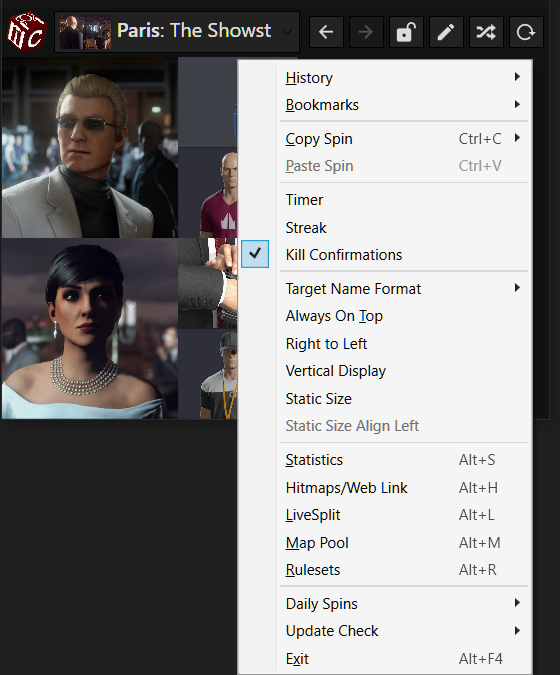 Paris: The Showst
History
Bookmarks
Copy Spin Ctrl+C
Paste Spin Ctrl+V
Timer
Streak
Kill Confirmations
Target Name Format
Always On Top
Right to Left
Vertical Display
Static Size
Static Size Align Left
Statistics Alt+S
Hitmaps/Web Link Alt+H
LiveSplit Alt+L
Map Pool Alt+M
Rulesets Alt+R
Daily Spins
Update Check
Exit Alt+F4